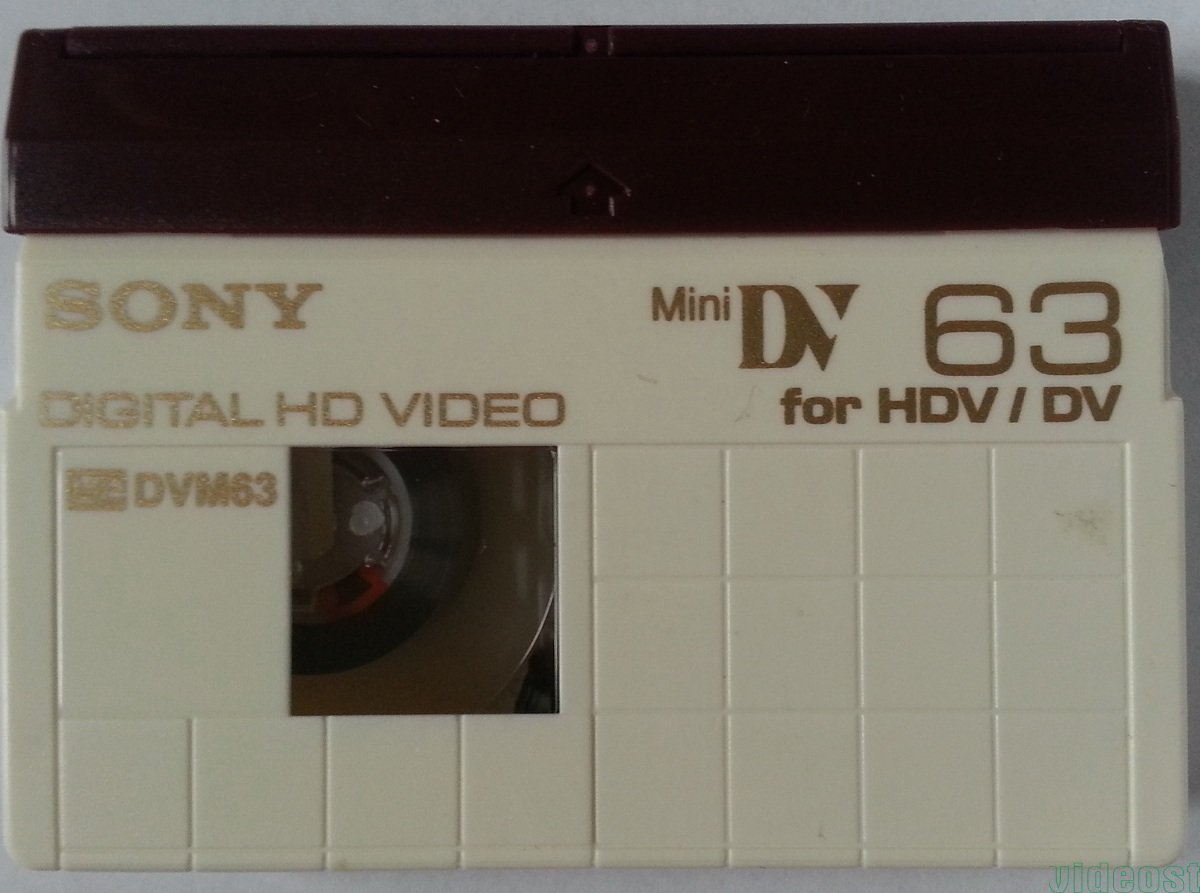 SONY
Mini DV 63
DIGITAL HD VIDEO
for HDV / DV
DVM63
videost